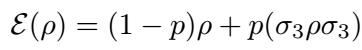 ℰ(ρ) = (1 − p)ρ + p(σ₃ρσ₃)